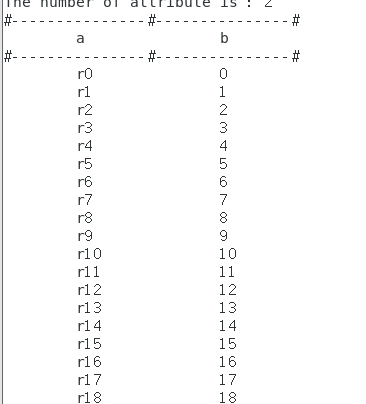 The number of attribute is : 2
#---------------#---------------#
a b
#---------------#---------------#
r0 0
r1 1
r2 2
r3 3
r4 4
r5 5
r6 6
r7 7
r8 8
r9 9
r10 10
r11 11
r12 12
r13 13
r14 14
r15 15
r16 16
r17 17
r18 18